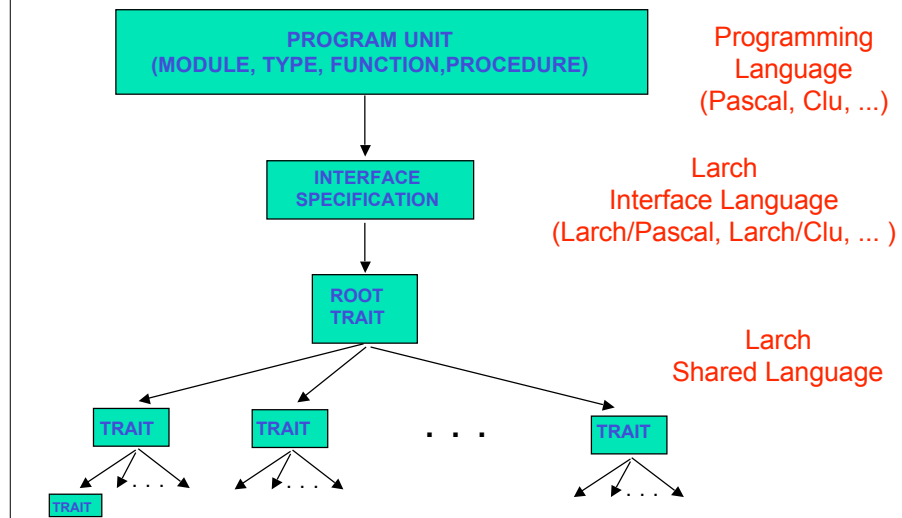 PROGRAM UNIT
(MODULE, TYPE, FUNCTION,PROCEDURE)
Programming
Language
(Pascal, Clu, ...)
INTERFACE
SPECIFICATION
Larch
Interface Language
(Larch/Pascal, Larch/Clu, ... )
ROOT
TRAIT
Larch
Shared Language
TRAIT
TRAIT
. . .
TRAIT
. . .
. . .
. . .
TRAIT